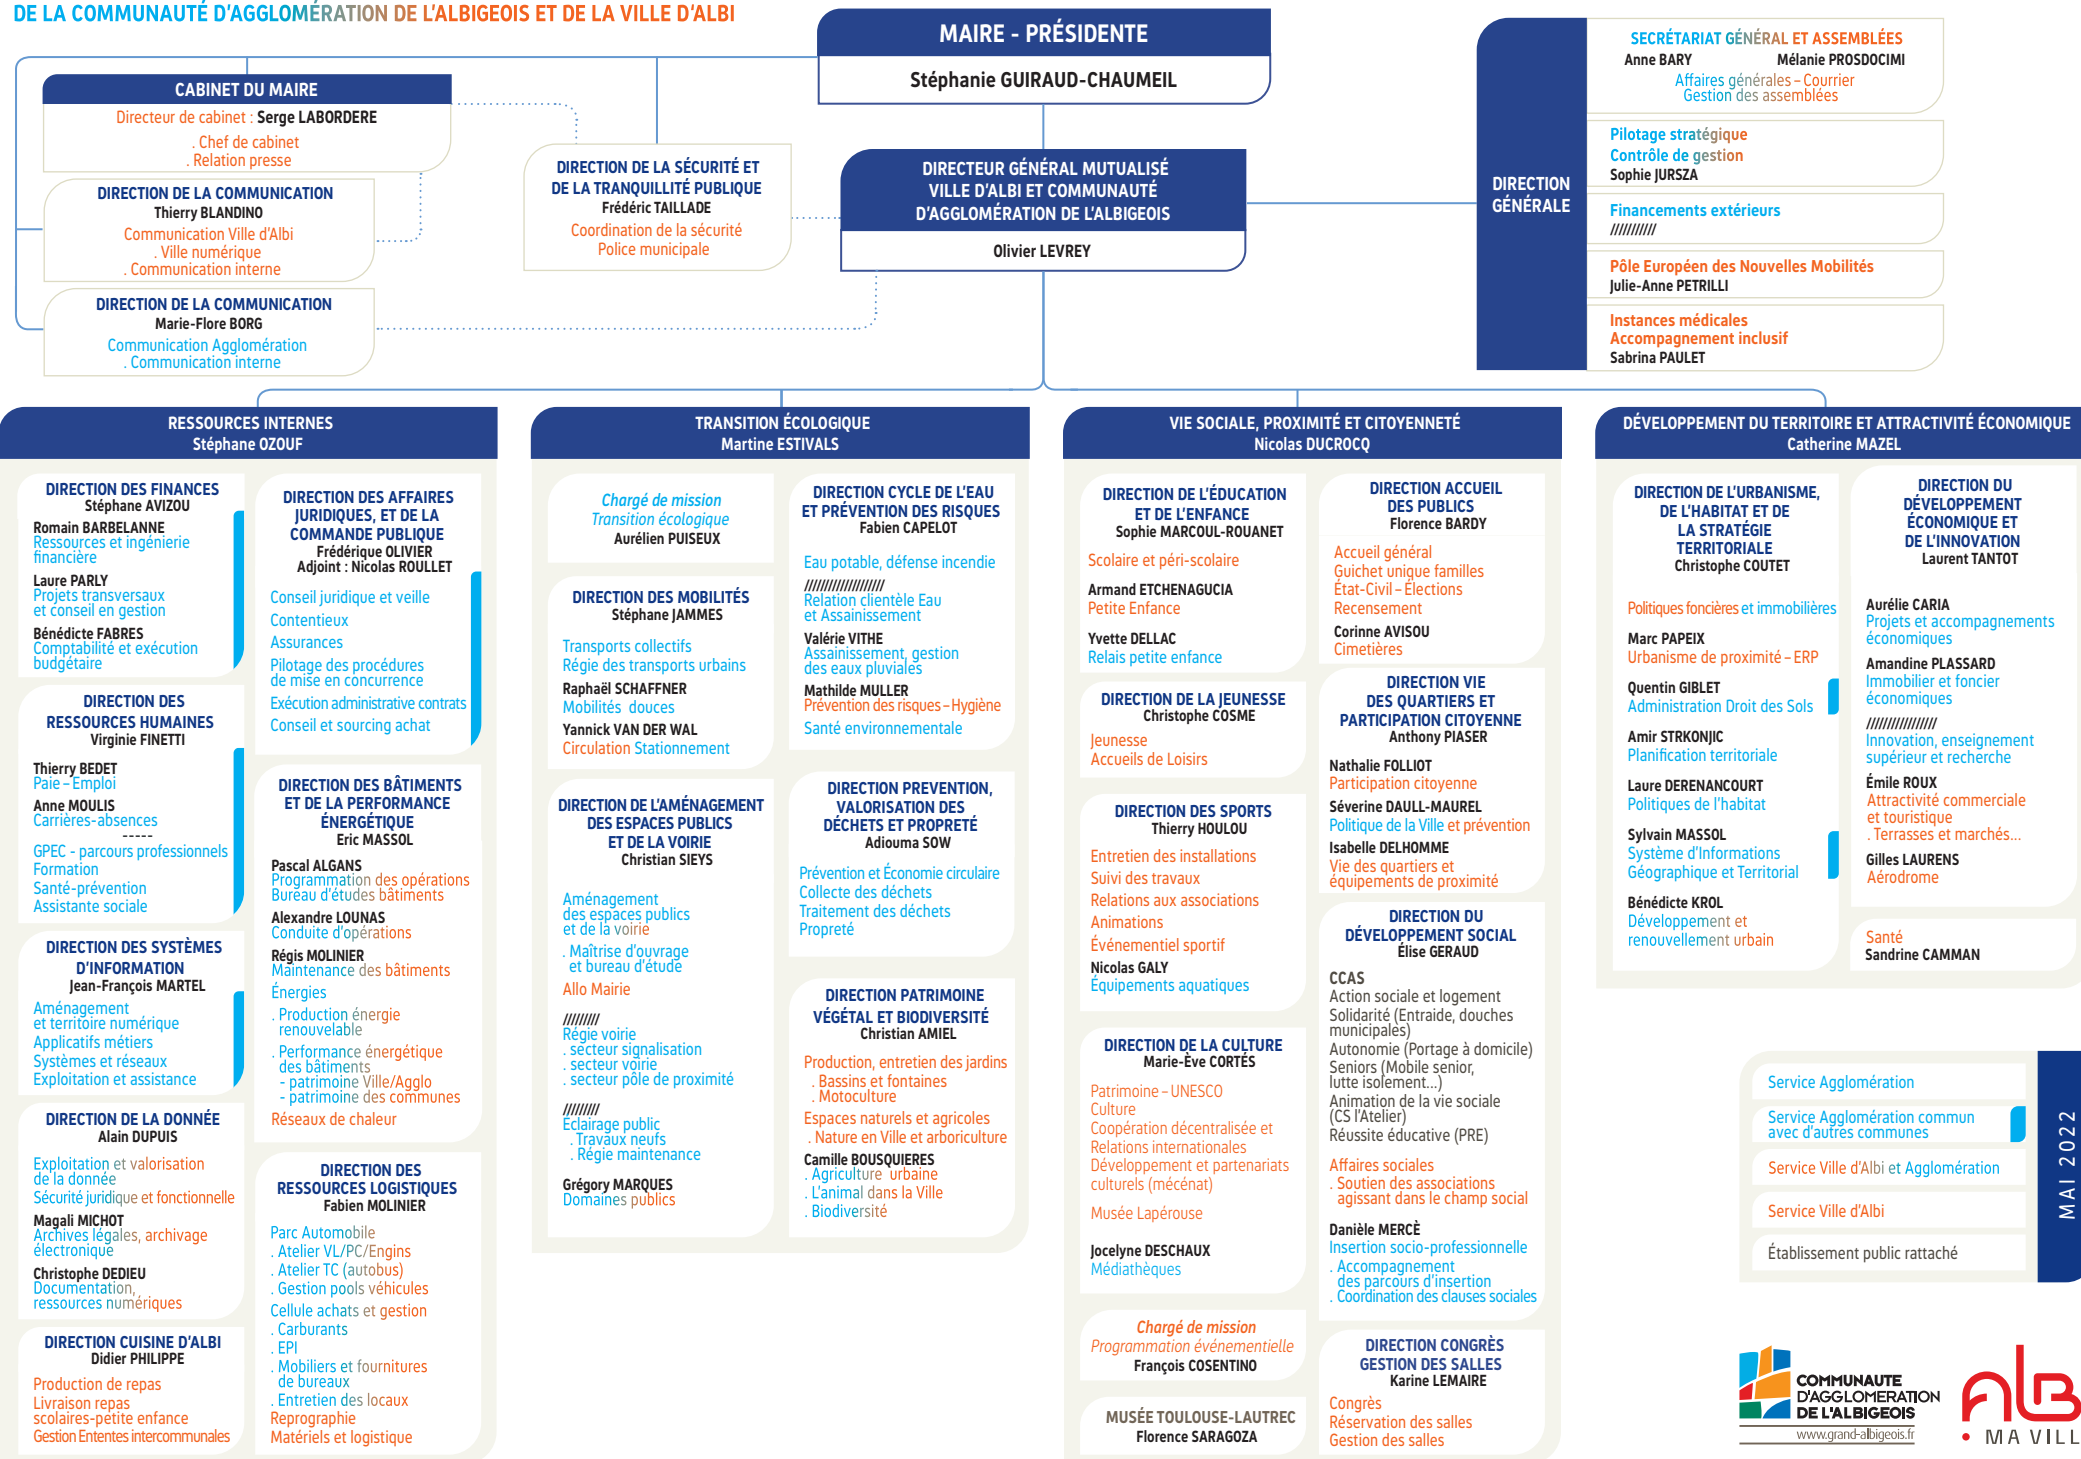 DE LA COMMUNAUTÉ D'AGGLOMÉRATION DE L'ALBIGEOIS ET DE LA VILLE D'ALBI
MAIRE - PRÉSIDENTE
Stéphanie GUIRAUD-CHAUMEIL
CABINET DU MAIRE
Directeur de cabinet : Serge LABORDERE
. Chef de cabinet
. Relation presse
DIRECTION DE LA COMMUNICATION
Thierry BLANDINO
Communication Ville d'Albi
. Ville numérique
. Communication interne
DIRECTION DE LA COMMUNICATION
Marie-Flore BORG
Communication Agglomération
. Communication interne
DIRECTION DE LA SÉCURITÉ ET
DE LA TRANQUILLITÉ PUBLIQUE
Frédéric TAILLADE
Coordination de la sécurité
Police municipale
DIRECTEUR GÉNÉRAL MUTUALISÉ
VILLE D'ALBI ET COMMUNAUTÉ
D'AGGLOMÉRATION DE L'ALBIGEOIS
Olivier LEVREY
DIRECTION
GÉNÉRALE
SECRÉTARIAT GÉNÉRAL ET ASSEMBLÉES
Anne BARY Mélanie PROSDOCIMI
Affaires générales – Courrier
Gestion des assemblées
Pilotage stratégique
Contrôle de gestion
Sophie JURSZA
Financements extérieurs
///////////
Pôle Européen des Nouvelles Mobilités
Julie-Anne PETRILLI
Instances médicales
Accompagnement inclusif
Sabrina PAULET
RESSOURCES INTERNES
Stéphane OZOUF
DIRECTION DES FINANCES
Stéphane AVIZOU
Romain BARBELANNE
Ressources et ingénierie
financière
Laure PARLY
Projets transversaux
et conseil en gestion
Bénédicte FABRES
Comptabilité et exécution
budgétaire
DIRECTION DES
RESSOURCES HUMAINES
Virginie FINETTI
Thierry BEDET
Paie – Emploi
Anne MOULIS
Carrières-absences
-----
GPEC - parcours professionnels
Formation
Santé-prévention
Assistante sociale
DIRECTION DES SYSTÈMES
D'INFORMATION
Jean-François MARTEL
Aménagement
et territoire numérique
Applicatifs métiers
Systèmes et réseaux
Exploitation et assistance
DIRECTION DE LA DONNÉE
Alain DUPUIS
Exploitation et valorisation
de la donnée
Sécurité juridique et fonctionnelle
Magali MICHOT
Archives légales, archivage
électronique
Christophe DEDIEU
Documentation,
ressources numériques
DIRECTION CUISINE D'ALBI
Didier PHILIPPE
Production de repas
Livraison repas
scolaires-petite enfance
Gestion Ententes intercommunales
DIRECTION DES AFFAIRES
JURIDIQUES, ET DE LA
COMMANDE PUBLIQUE
Frédérique OLIVIER
Adjoint : Nicolas ROULLET
Conseil juridique et veille
Contentieux
Assurances
Pilotage des procédures
de mise en concurrence
Exécution administrative contrats
Conseil et sourcing achat
DIRECTION DES BÂTIMENTS
ET DE LA PERFORMANCE
ÉNERGÉTIQUE
Eric MASSOL
Pascal ALGANS
Programmation des opérations
Bureau d'études bâtiments
Alexandre LOUNAS
Conduite d'opérations
Régis MOLINIER
Maintenance des bâtiments
Énergies
. Production énergie
renouvelable
. Performance énergétique
des bâtiments
- patrimoine Ville/Agglo
- patrimoine des communes
Réseaux de chaleur
DIRECTION DES
RESSOURCES LOGISTIQUES
Fabien MOLINIER
Parc Automobile
. Atelier VL/PC/Engins
. Atelier TC (autobus)
. Gestion pools véhicules
Cellule achats et gestion
. Carburants
. EPI
. Mobiliers et fournitures
de bureaux
. Entretien des locaux
Reprographie
Matériels et logistique
TRANSITION ÉCOLOGIQUE
Martine ESTIVALS
Chargé de mission
Transition écologique
Aurélien PUISEUX
DIRECTION DES MOBILITÉS
Stéphane JAMMES
Transports collectifs
Régie des transports urbains
Raphaël SCHAFFNER
Mobilités douces
Yannick VAN DER WAL
Circulation Stationnement
DIRECTION DE L'AMÉNAGEMENT
DES ESPACES PUBLICS
ET DE LA VOIRIE
Christian SIEYS
Aménagement
des espaces publics
et de la voirie
. Maîtrise d'ouvrage
et bureau d'étude
Allo Mairie
/////////
Régie voirie
. secteur signalisation
. secteur voirie
. secteur pôle de proximité
/////////
Éclairage public
. Travaux neufs
. Régie maintenance
Grégory MARQUES
Domaines publics
DIRECTION CYCLE DE L'EAU
ET PRÉVENTION DES RISQUES
Fabien CAPELOT
Eau potable, défense incendie
////////////////////
Relation clientèle Eau
et Assainissement
Valérie VITHE
Assainissement, gestion
des eaux pluviales
Mathilde MULLER
Prévention des risques – Hygiène
Santé environnementale
DIRECTION PREVENTION,
VALORISATION DES
DÉCHETS ET PROPRETÉ
Adiouma SOW
Prévention et Économie circulaire
Collecte des déchets
Traitement des déchets
Propreté
DIRECTION PATRIMOINE
VÉGÉTAL ET BIODIVERSITÉ
Christian AMIEL
Production, entretien des jardins
. Bassins et fontaines
. Motoculture
Espaces naturels et agricoles
. Nature en Ville et arboriculture
Camille BOUSQUIERES
. Agriculture urbaine
. L'animal dans la Ville
. Biodiversité
VIE SOCIALE, PROXIMITÉ ET CITOYENNETÉ
Nicolas DUCROCQ
DIRECTION DE L'ÉDUCATION
ET DE L'ENFANCE
Sophie MARCOUL-ROUANET
Scolaire et péri-scolaire
Armand ETCHENAGUCIA
Petite Enfance
Yvette DELLAC
Relais petite enfance
DIRECTION DE LA JEUNESSE
Christophe COSME
Jeunesse
Accueils de Loisirs
DIRECTION DES SPORTS
Thierry HOULOU
Entretien des installations
Suivi des travaux
Relations aux associations
Animations
Événementiel sportif
Nicolas GALY
Équipements aquatiques
DIRECTION DE LA CULTURE
Marie-Ève CORTÉS
Patrimoine – UNESCO
Culture
Coopération décentralisée et
Relations internationales
Développement et partenariats
culturels (mécénat)
Musée Lapérouse
Jocelyne DESCHAUX
Médiathèques
Chargé de mission
Programmation événementielle
François COSENTINO
MUSÉE TOULOUSE-LAUTREC
Florence SARAGOZA
DIRECTION ACCUEIL
DES PUBLICS
Florence BARDY
Accueil général
Guichet unique familles
État-Civil – Élections
Recensement
Corinne AVISOU
Cimetières
DIRECTION VIE
DES QUARTIERS ET
PARTICIPATION CITOYENNE
Anthony PIASER
Nathalie FOLLIOT
Participation citoyenne
Séverine DAULL-MAUREL
Politique de la Ville et prévention
Isabelle DELHOMME
Vie des quartiers et
équipements de proximité
DIRECTION DU
DÉVELOPPEMENT SOCIAL
Élise GERAUD
CCAS
Action sociale et logement
Solidarité (Entraide, douches
municipales)
Autonomie (Portage à domicile)
Seniors (Mobile senior,
lutte isolement...)
Animation de la vie sociale
(CS l'Atelier)
Réussite éducative (PRE)
Affaires sociales
. Soutien des associations
agissant dans le champ social
Danièle MERCÈ
Insertion socio-professionnelle
. Accompagnement
des parcours d'insertion
. Coordination des clauses sociales
DIRECTION CONGRÈS
GESTION DES SALLES
Karine LEMAIRE
Congrès
Réservation des salles
Gestion des salles
DÉVELOPPEMENT DU TERRITOIRE ET ATTRACTIVITÉ ÉCONOMIQUE
Catherine MAZEL
DIRECTION DE L'URBANISME,
DE L'HABITAT ET DE
LA STRATÉGIE
TERRITORIALE
Christophe COUTET
Politiques foncières et immobilières
Marc PAPEIX
Urbanisme de proximité – ERP
Quentin GIBLET
Administration Droit des Sols
Amir STRKONJIC
Planification territoriale
Laure DERENANCOURT
Politiques de l'habitat
Sylvain MASSOL
Système d'Informations
Géographique et Territorial
Bénédicte KROL
Développement et
renouvellement urbain
DIRECTION DU
DÉVELOPPEMENT
ÉCONOMIQUE ET
DE L'INNOVATION
Laurent TANTOT
Aurélie CARIA
Projets et accompagnements
économiques
Amandine PLASSARD
Immobilier et foncier
économiques
/////////////////
Innovation, enseignement
supérieur et recherche
Émile ROUX
Attractivité commerciale
et touristique
. Terrasses et marchés...
Gilles LAURENS
Aérodrome
Santé
Sandrine CAMMAN
Service Agglomération
Service Agglomération commun
avec d'autres communes
Service Ville d'Albi et Agglomération
Service Ville d'Albi
Établissement public rattaché
MAI 2022
COMMUNAUTE
D'AGGLOMERATION
DE L'ALBIGEOIS
www.grand-albigeois.fr
alb
• MA VILL